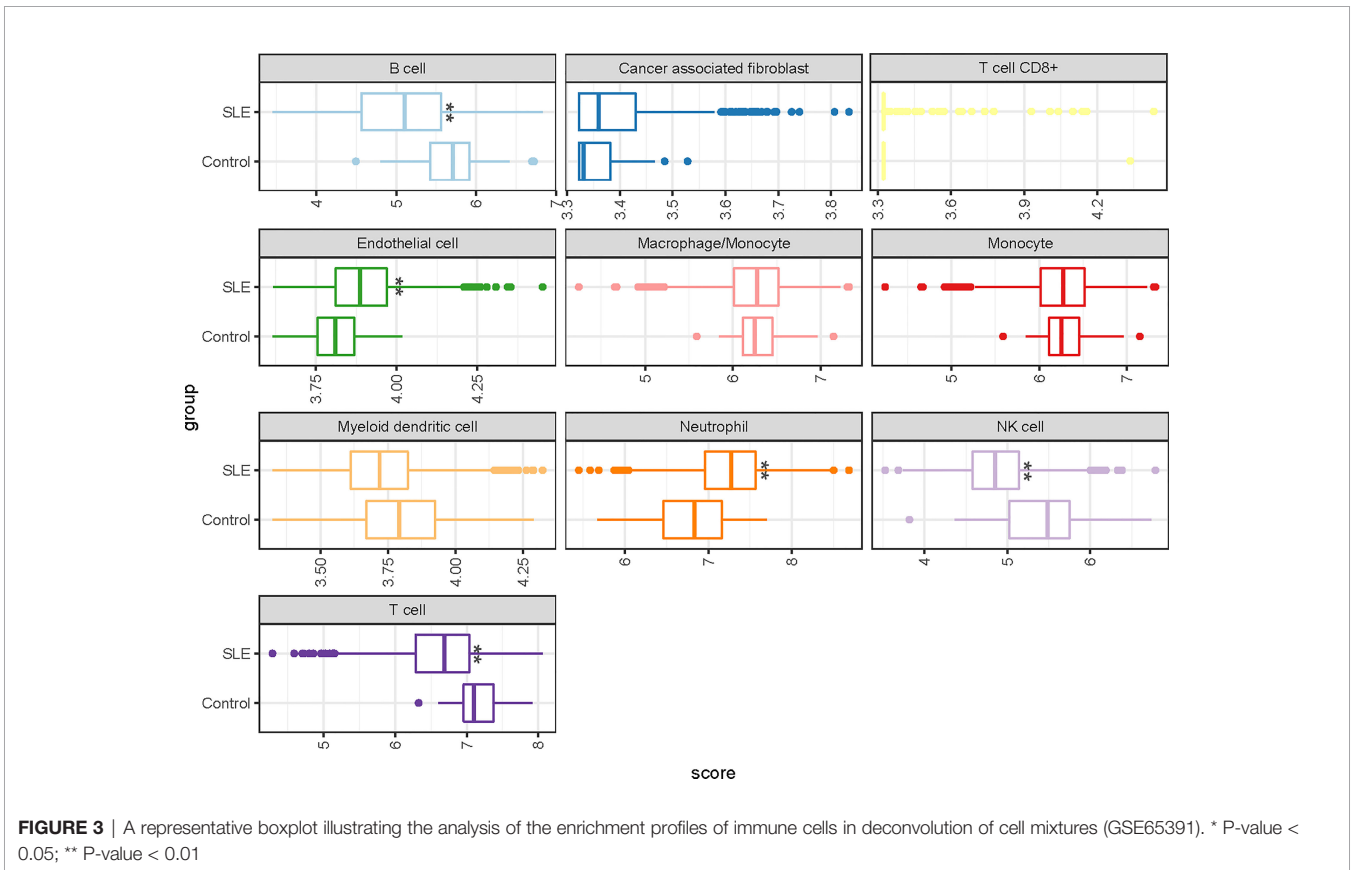 B cell
Cancer associated fibroblast
T cell CD8+
SLE
**
Control
4
5
6
7
3.3
3.4
3.5
3.6
3.7
3.8
3.3
3.6
3.9
4.2
Endothelial cell
Macrophage/Monocyte
Monocyte
SLE
**
Control
3.75
4.00
4.25
5
6
7
5
6
7
group
Myeloid dendritic cell
Neutrophil
NK cell
SLE
**
**
Control
3.50
3.75
4.00
4.25
6
7
8
4
5
6
T cell
SLE
**
Control
5
6
7
8
score
FIGURE 3 | A representative boxplot illustrating the analysis of the enrichment profiles of immune cells in deconvolution of cell mixtures (GSE65391). * P-value <
0.05; ** P-value < 0.01